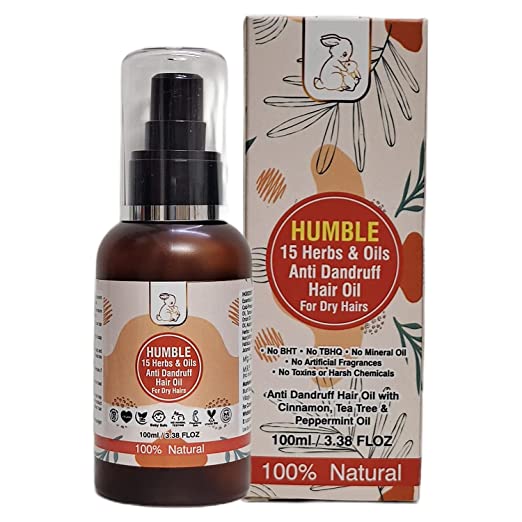 HUMBLE
15 Herbs & Oils
Anti Dandruff
Hair Oil
For Dry Hairs
100ml / 3.38 FLOZ
100% Natural
HUMBLE
15 Herbs & Oils
Anti Dandruff
Hair Oil
For Dry Hairs
• No BHT • No TBHQ • No Mineral Oil
• No Artificial Fragrances
• No Toxins or Harsh Chemicals
Anti Dandruff Hair Oil with
Cinnamon, Tea Tree &
Peppermint Oil
100ml / 3.38 FLOZ
100% Natural